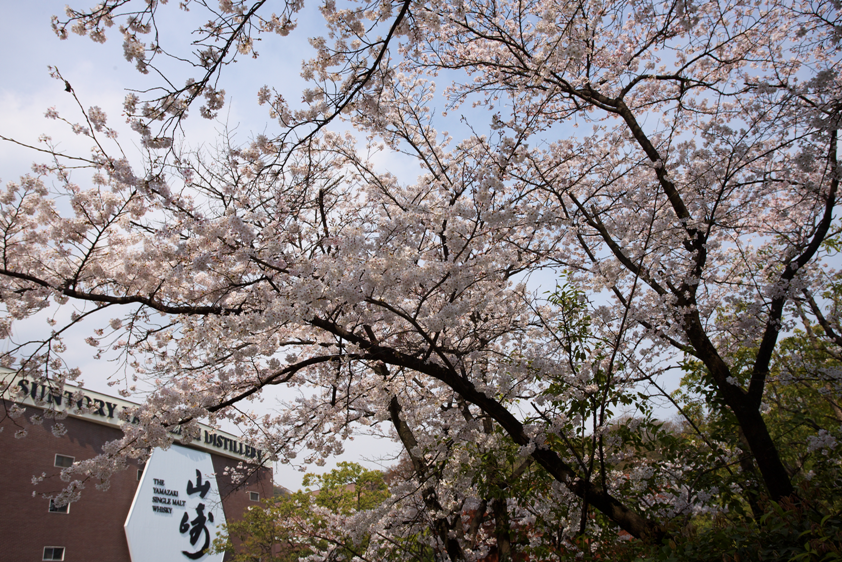 SUNTORY DISTILLERY
THE
YAMAZAKI
SINGLE MALT
WHISKY
山崎